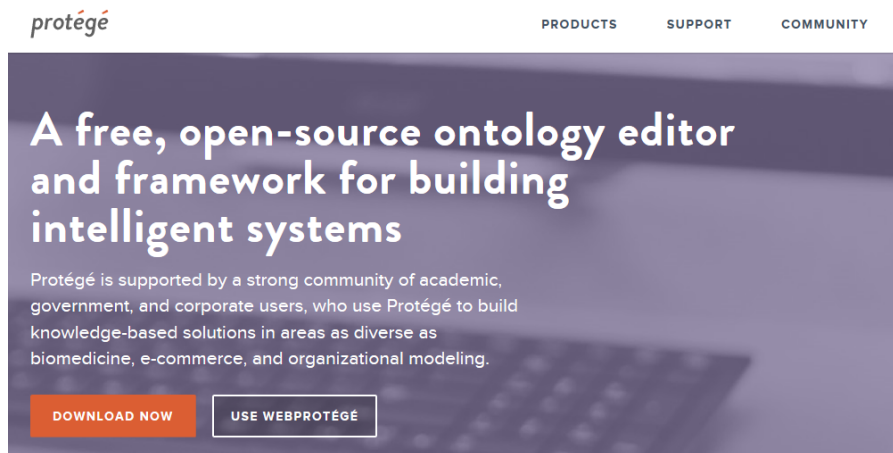 protégé
PRODUCTS SUPPORT COMMUNITY
A free, open-source ontology editor
and framework for building
intelligent systems
Protégé is supported by a strong community of academic,
government, and corporate users, who use Protégé to build
knowledge-based solutions in areas as diverse as
biomedicine, e-commerce, and organizational modeling.
DOWNLOAD NOW USE WEBPROTÉGÉ